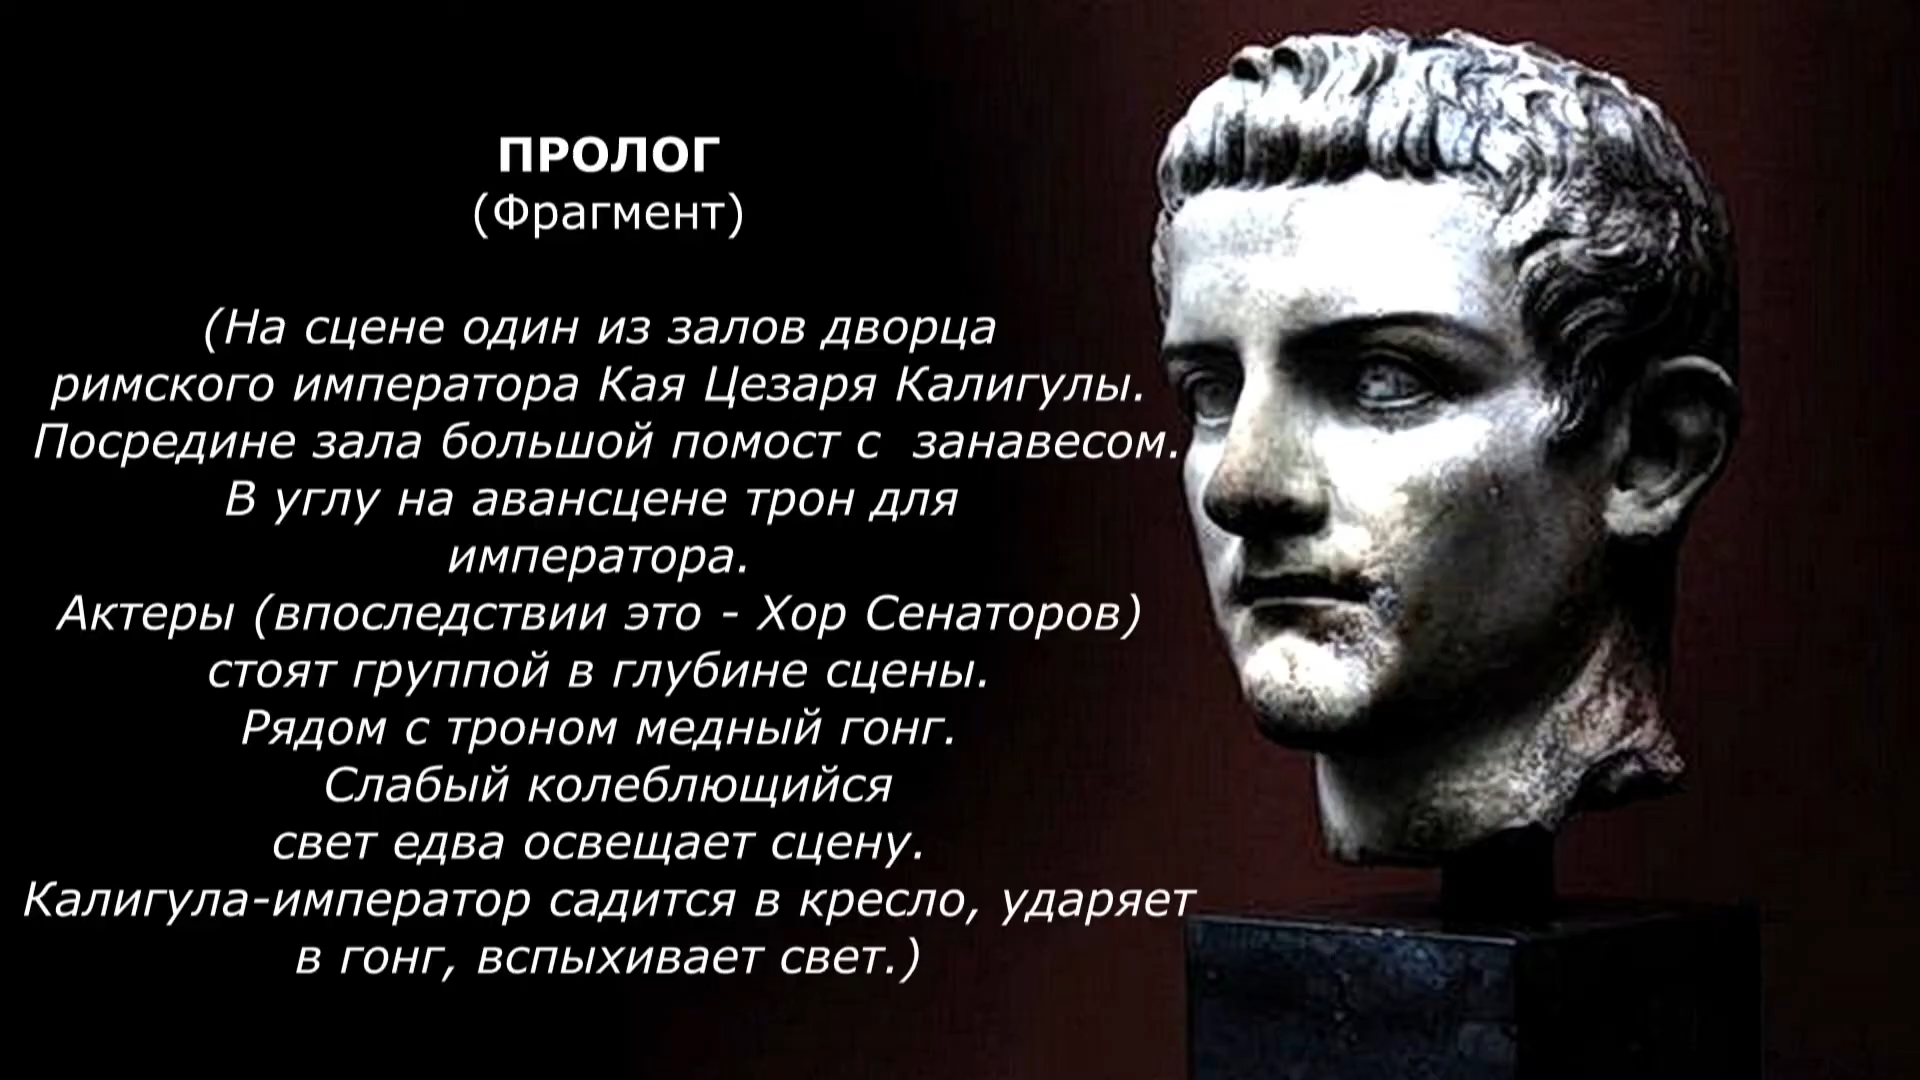 ПРОЛОГ
(Фрагмент)
(На сцене один из залов дворца
римского императора Кая Цезаря Калигулы.
Посредине зала большой помост с  занавесом.
В углу на авансцене трон для
императора.
Актеры (впоследствии это - Хор Сенаторов)
стоят группой в глубине сцены.
Рядом с троном медный гонг.
Слабый колеблющийся
свет едва освещает сцену.
Калигула-император садится в кресло, ударяет
в гонг, вспыхивает свет.)